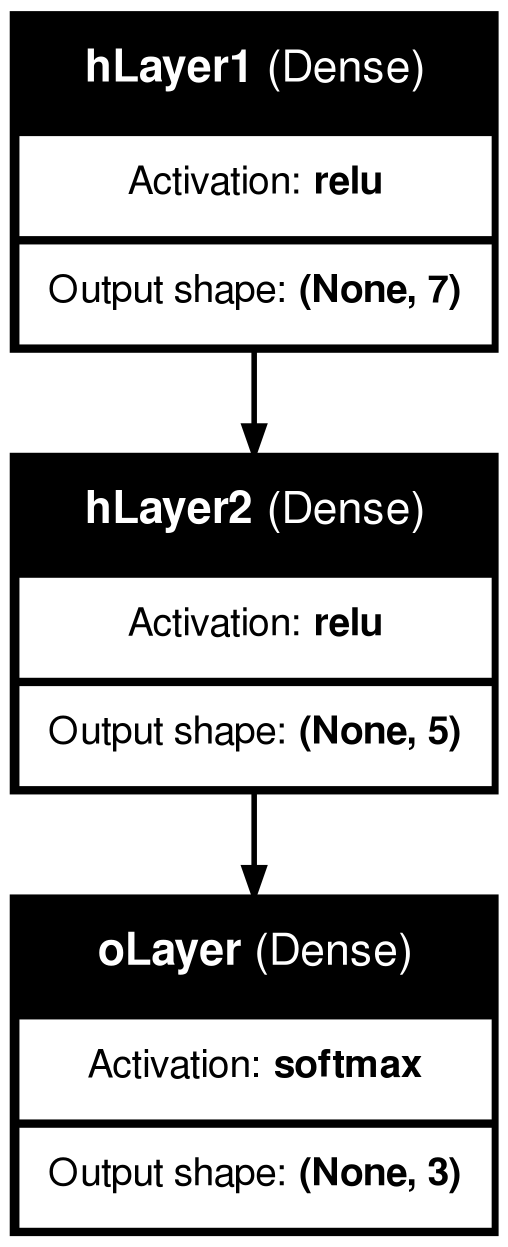 hLayer1 (Dense)
Activation: relu
Output shape: (None, 7)
hLayer2 (Dense)
Activation: relu
Output shape: (None, 5)
oLayer (Dense)
Activation: softmax
Output shape: (None, 3)